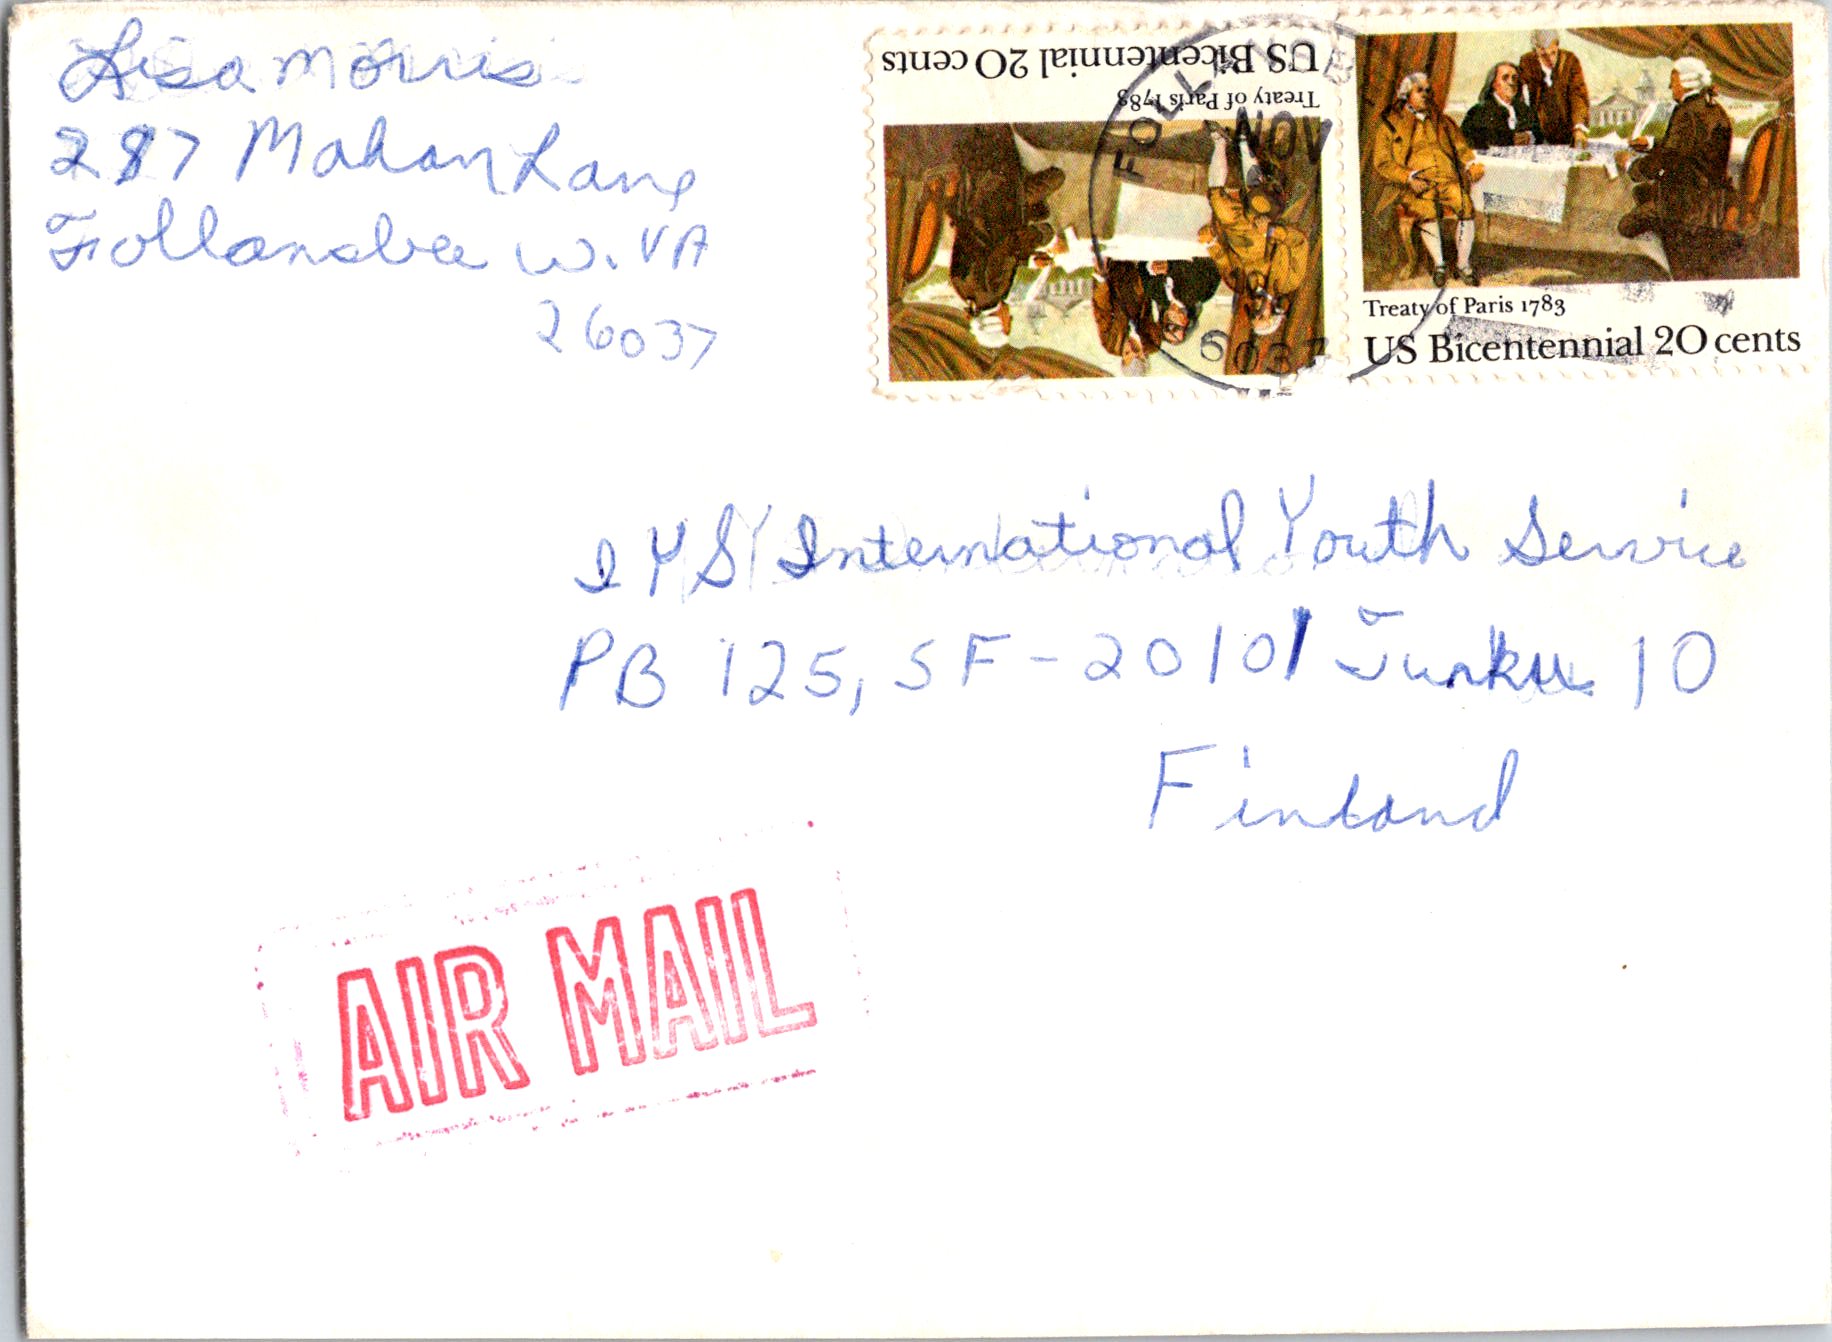 Lisa Morris
287 Mahan Lane
Follansbee W. VA
26037
US Bicentennial 20 cents
Treaty of Paris 1783
NOV
Treaty of Paris 1783
US Bicentennial 20 cents
IYS International Youth Service
PB 125, SF-20101 Turku 10
Finland
AIR MAIL